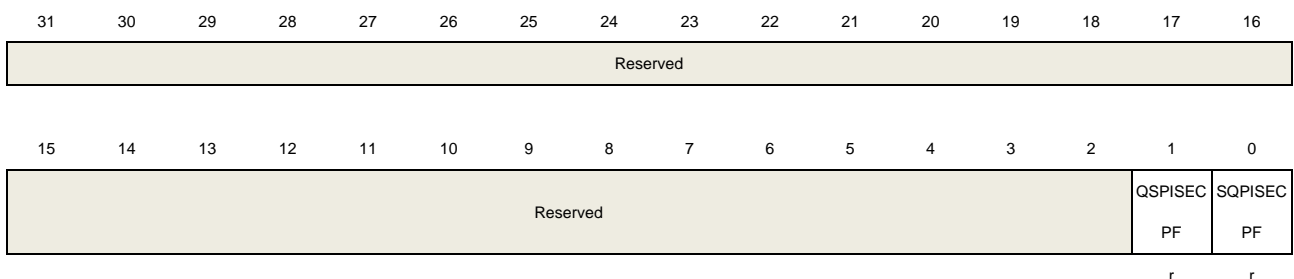 31 30 29 28 27 26 25 24 23 22 21 20 19 18 17 16
Reserved
15 14 13 12 11 10 9 8 7 6 5 4 3 2 1 0
Reserved
QSPISEC SQPISEC
PF PF
r r